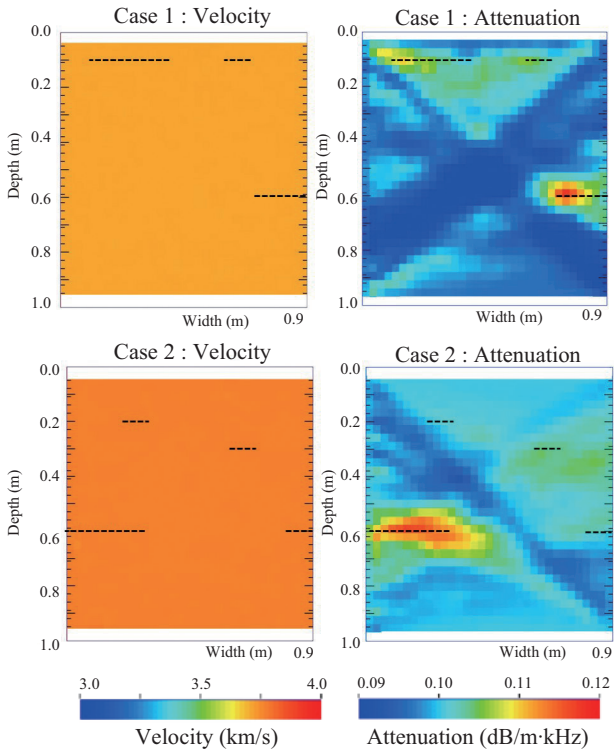 Case 1 : Velocity
Case 1 : Attenuation
0.0
0.2
0.4
0.6
0.8
1.0
Depth (m)
Width (m)
0.9
0.0
0.2
0.4
0.6
0.8
1.0
Depth (m)
Width (m)
0.9
Case 2 : Velocity
Case 2 : Attenuation
0.0
0.2
0.4
0.6
0.8
1.0
Depth (m)
Width (m)
0.9
0.0
0.2
0.4
0.6
0.8
1.0
Depth (m)
Width (m)
0.9
3.0 3.5 4.0
Velocity (km/s)
0.09 0.10 0.11 0.12
Attenuation (dB/m·kHz)